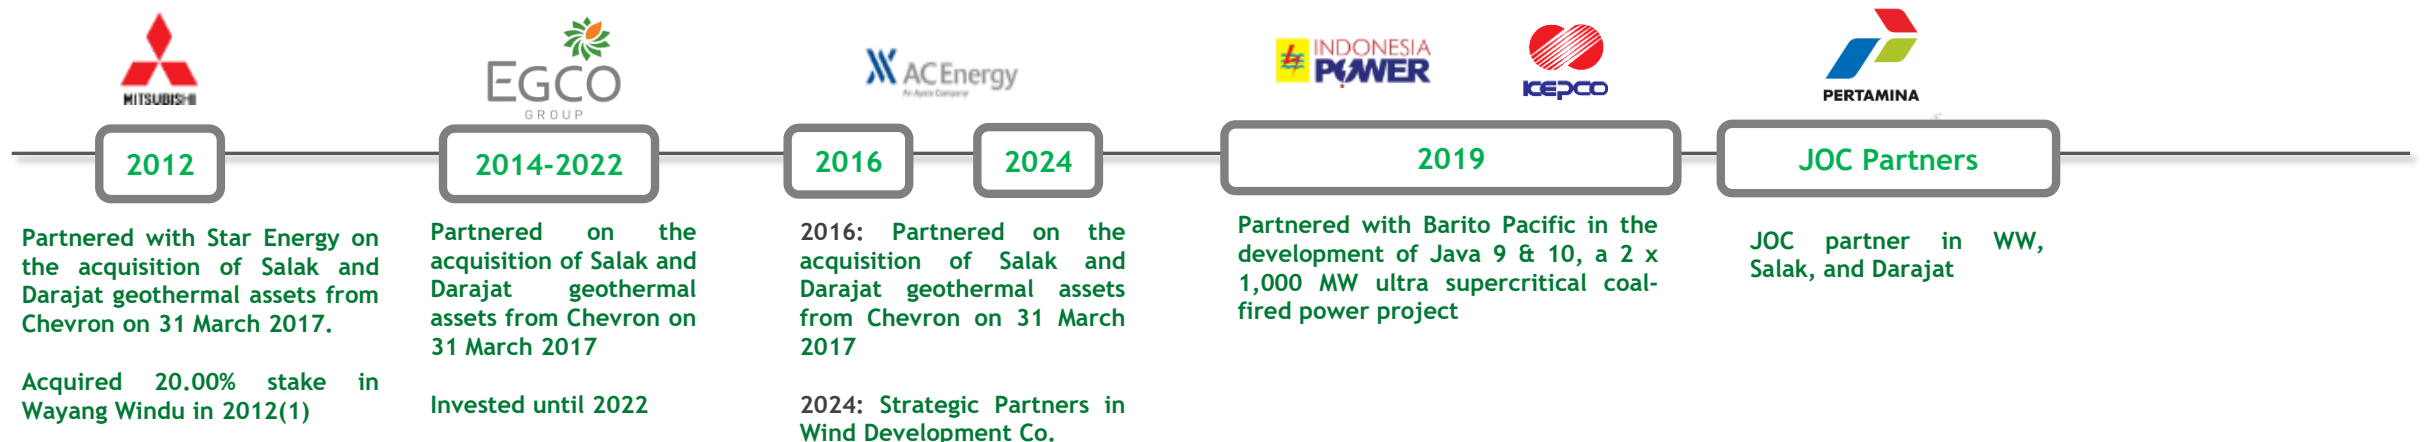 MITSUBISHI
EGCO
GROUP
AC Energy
An Ayala Company
INDONESIA
POWER
KEPCO
PERTAMINA
2012
2014-2022
2016
2024
2019
JOC Partners
Partnered with Star Energy on
the acquisition of Salak and
Darajat geothermal assets from
Chevron on 31 March 2017.
Acquired 20.00% stake in
Wayang Windu in 2012(1)
Partnered on the
acquisition of Salak and
Darajat geothermal
assets from Chevron on
31 March 2017
Invested until 2022
2016: Partnered on the
acquisition of Salak and
Darajat geothermal assets
from Chevron on 31 March
2017
2024: Strategic Partners in
Wind Development Co.
Partnered with Barito Pacific in the
development of Java 9 & 10, a 2 x
1,000 MW ultra supercritical coal-
fired power project
JOC partner in WW,
Salak, and Darajat